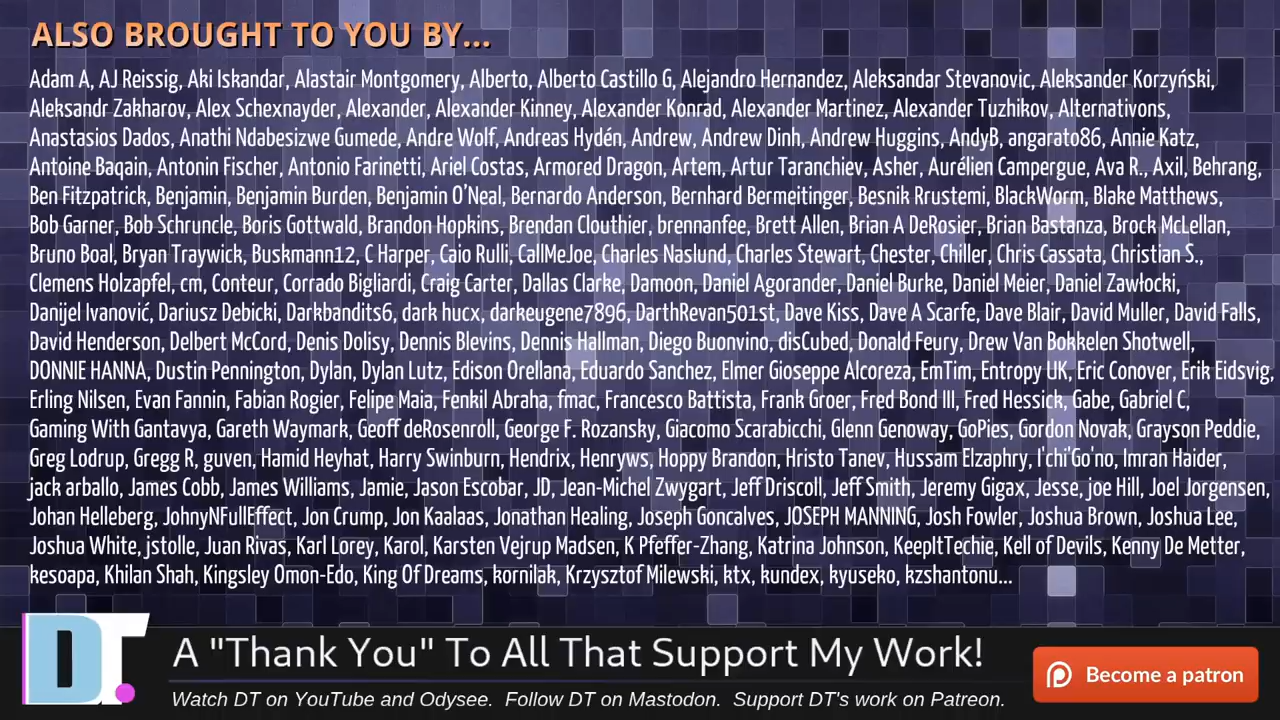 ALSO BROUGHT TO YOU BY...
Adam A, AJ Reissig, Aki Iskandar, Alastair Montgomery, Alberto, Alberto Castillo G, Alejandro Hernandez, Aleksandar Stevanovic, Aleksander Korzyński,
Aleksandr Zakharov, Alex Schexnayder, Alexander, Alexander Kinney, Alexander Konrad, Alexander Martinez, Alexander Tuzhikov, Alternativons,
Anastasios Dados, Anathi Ndabesizwe Gumede, Andre Wolf, Andreas Hydén, Andrew, Andrew Dinh, Andrew Huggins, AndyB, angarato86, Annie Katz,
Antoine Baqain, Antonin Fischer, Antonio Farinetti, Ariel Costas, Armored Dragon, Artem, Artur Taranchiev, Asher, Aurélien Campergue, Ava R., Axil, Behrang,
Ben Fitzpatrick, Benjamin, Benjamin Burden, Benjamin O'Neal, Bernardo Anderson, Bernhard Bermeitinger, Besnik Rrustemi, BlackWorm, Blake Matthews,
Bob Garner, Bob Schruncle, Boris Gottwald, Brandon Hopkins, Brendan Clouthier, brennanfee, Brett Allen, Brian A DeRosier, Brian Bastanza, Brock McLellan,
Bruno Boal, Bryan Traywick, Buskmann12, C Harper, Caio Rulli, CallMeJoe, Charles Naslund, Charles Stewart, Chester, Chiller, Chris Cassata, Christian S.,
Clemens Holzapfel, cm, Conteur, Corrado Bigliardi, Craig Carter, Dallas Clarke, Damoon, Daniel Agorander, Daniel Burke, Daniel Meier, Daniel Zawłocki,
Danijel Ivanović, Dariusz Debicki, Darkbandits6, dark hucx, darkeugene7896, DarthRevan501st, Dave Kiss, Dave A Scarfe, Dave Blair, David Muller, David Falls,
David Henderson, Delbert McCord, Denis Dolisy, Dennis Blevins, Dennis Hallman, Diego Buonvino, disCubed, Donald Feury, Drew Van Bokkelen Shotwell,
DONNIE HANNA, Dustin Pennington, Dylan, Dylan Lutz, Edison Orellana, Eduardo Sanchez, Elmer Gioseppe Alcoreza, EmTim, Entropy UK, Eric Conover, Erik Eidsvig,
Erling Nilsen, Evan Fannin, Fabian Rogier, Felipe Maia, Fenkil Abraha, fmac, Francesco Battista, Frank Groer, Fred Bond III, Fred Hessick, Gabe, Gabriel C,
Gaming With Gantavya, Gareth Waymark, Geoff deRosenroll, George F. Rozansky, Giacomo Scarabicchi, Glenn Genoway, GoPies, Gordon Novak, Grayson Peddie,
Greg Lodrup, Gregg R, guven, Hamid Heyhat, Harry Swinburn, Hendrix, Henryws, Hoppy Brandon, Hristo Tanev, Hussam Elzaphry, I'chi'Go'no, Imran Haider,
jack arballo, James Cobb, James Williams, Jamie, Jason Escobar, JD, Jean-Michel Zwygart, Jeff Driscoll, Jeff Smith, Jeremy Gigax, Jesse, joe Hill, Joel Jorgensen,
Johan Helleberg, JohnyNFullEffect, Jon Crump, Jon Kaalaas, Jonathan Healing, Joseph Goncalves, JOSEPH MANNING, Josh Fowler, Joshua Brown, Joshua Lee,
Joshua White, jstolle, Juan Rivas, Karl Lorey, Karol, Karsten Vejrup Madsen, K Pfeffer-Zhang, Katrina Johnson, KeepItTechie, Kell of Devils, Kenny De Metter,
kesoapa, Khilan Shah, Kingsley Omon-Edo, King Of Dreams, kornilak, Krzysztof Milewski, ktx, kundex, kyuseko, kzshantonu...
DT
A "Thank You" To All That Support My Work!
Become a patron
Watch DT on YouTube and Odysee. Follow DT on Mastodon. Support DT's work on Patreon.